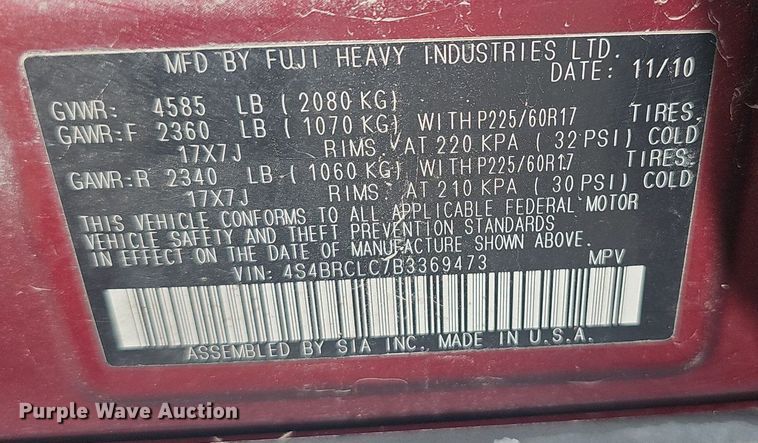 MFD BY FUJI HEAVY INDUSTRIES LTD.
DATE: 11/10
GVWR: 4585 LB ( 2080 KG)
GAWR:F 2360 LB ( 1070 KG) WITH P225/60R17 TIRES,
17X7J RIMS, AT 220 KPA ( 32 PSI) COLD
GAWR:R 2340 LB ( 1060 KG) WITH P225/60R17 TIRES,
17X7J RIMS, AT 210 KPA ( 30 PSI) COLD
THIS VEHICLE CONFORMS TO ALL APPLICABLE FEDERAL MOTOR
VEHICLE SAFETY AND THEFT PREVENTION STANDARDS
IN EFFECT ON THE DATE OF MANUFACTURE SHOWN ABOVE.
VIN: 4S4BRCLC7B3369473 MPV
ASSEMBLED BY SIA INC. MADE IN U.S.A.
Purple Wave Auction